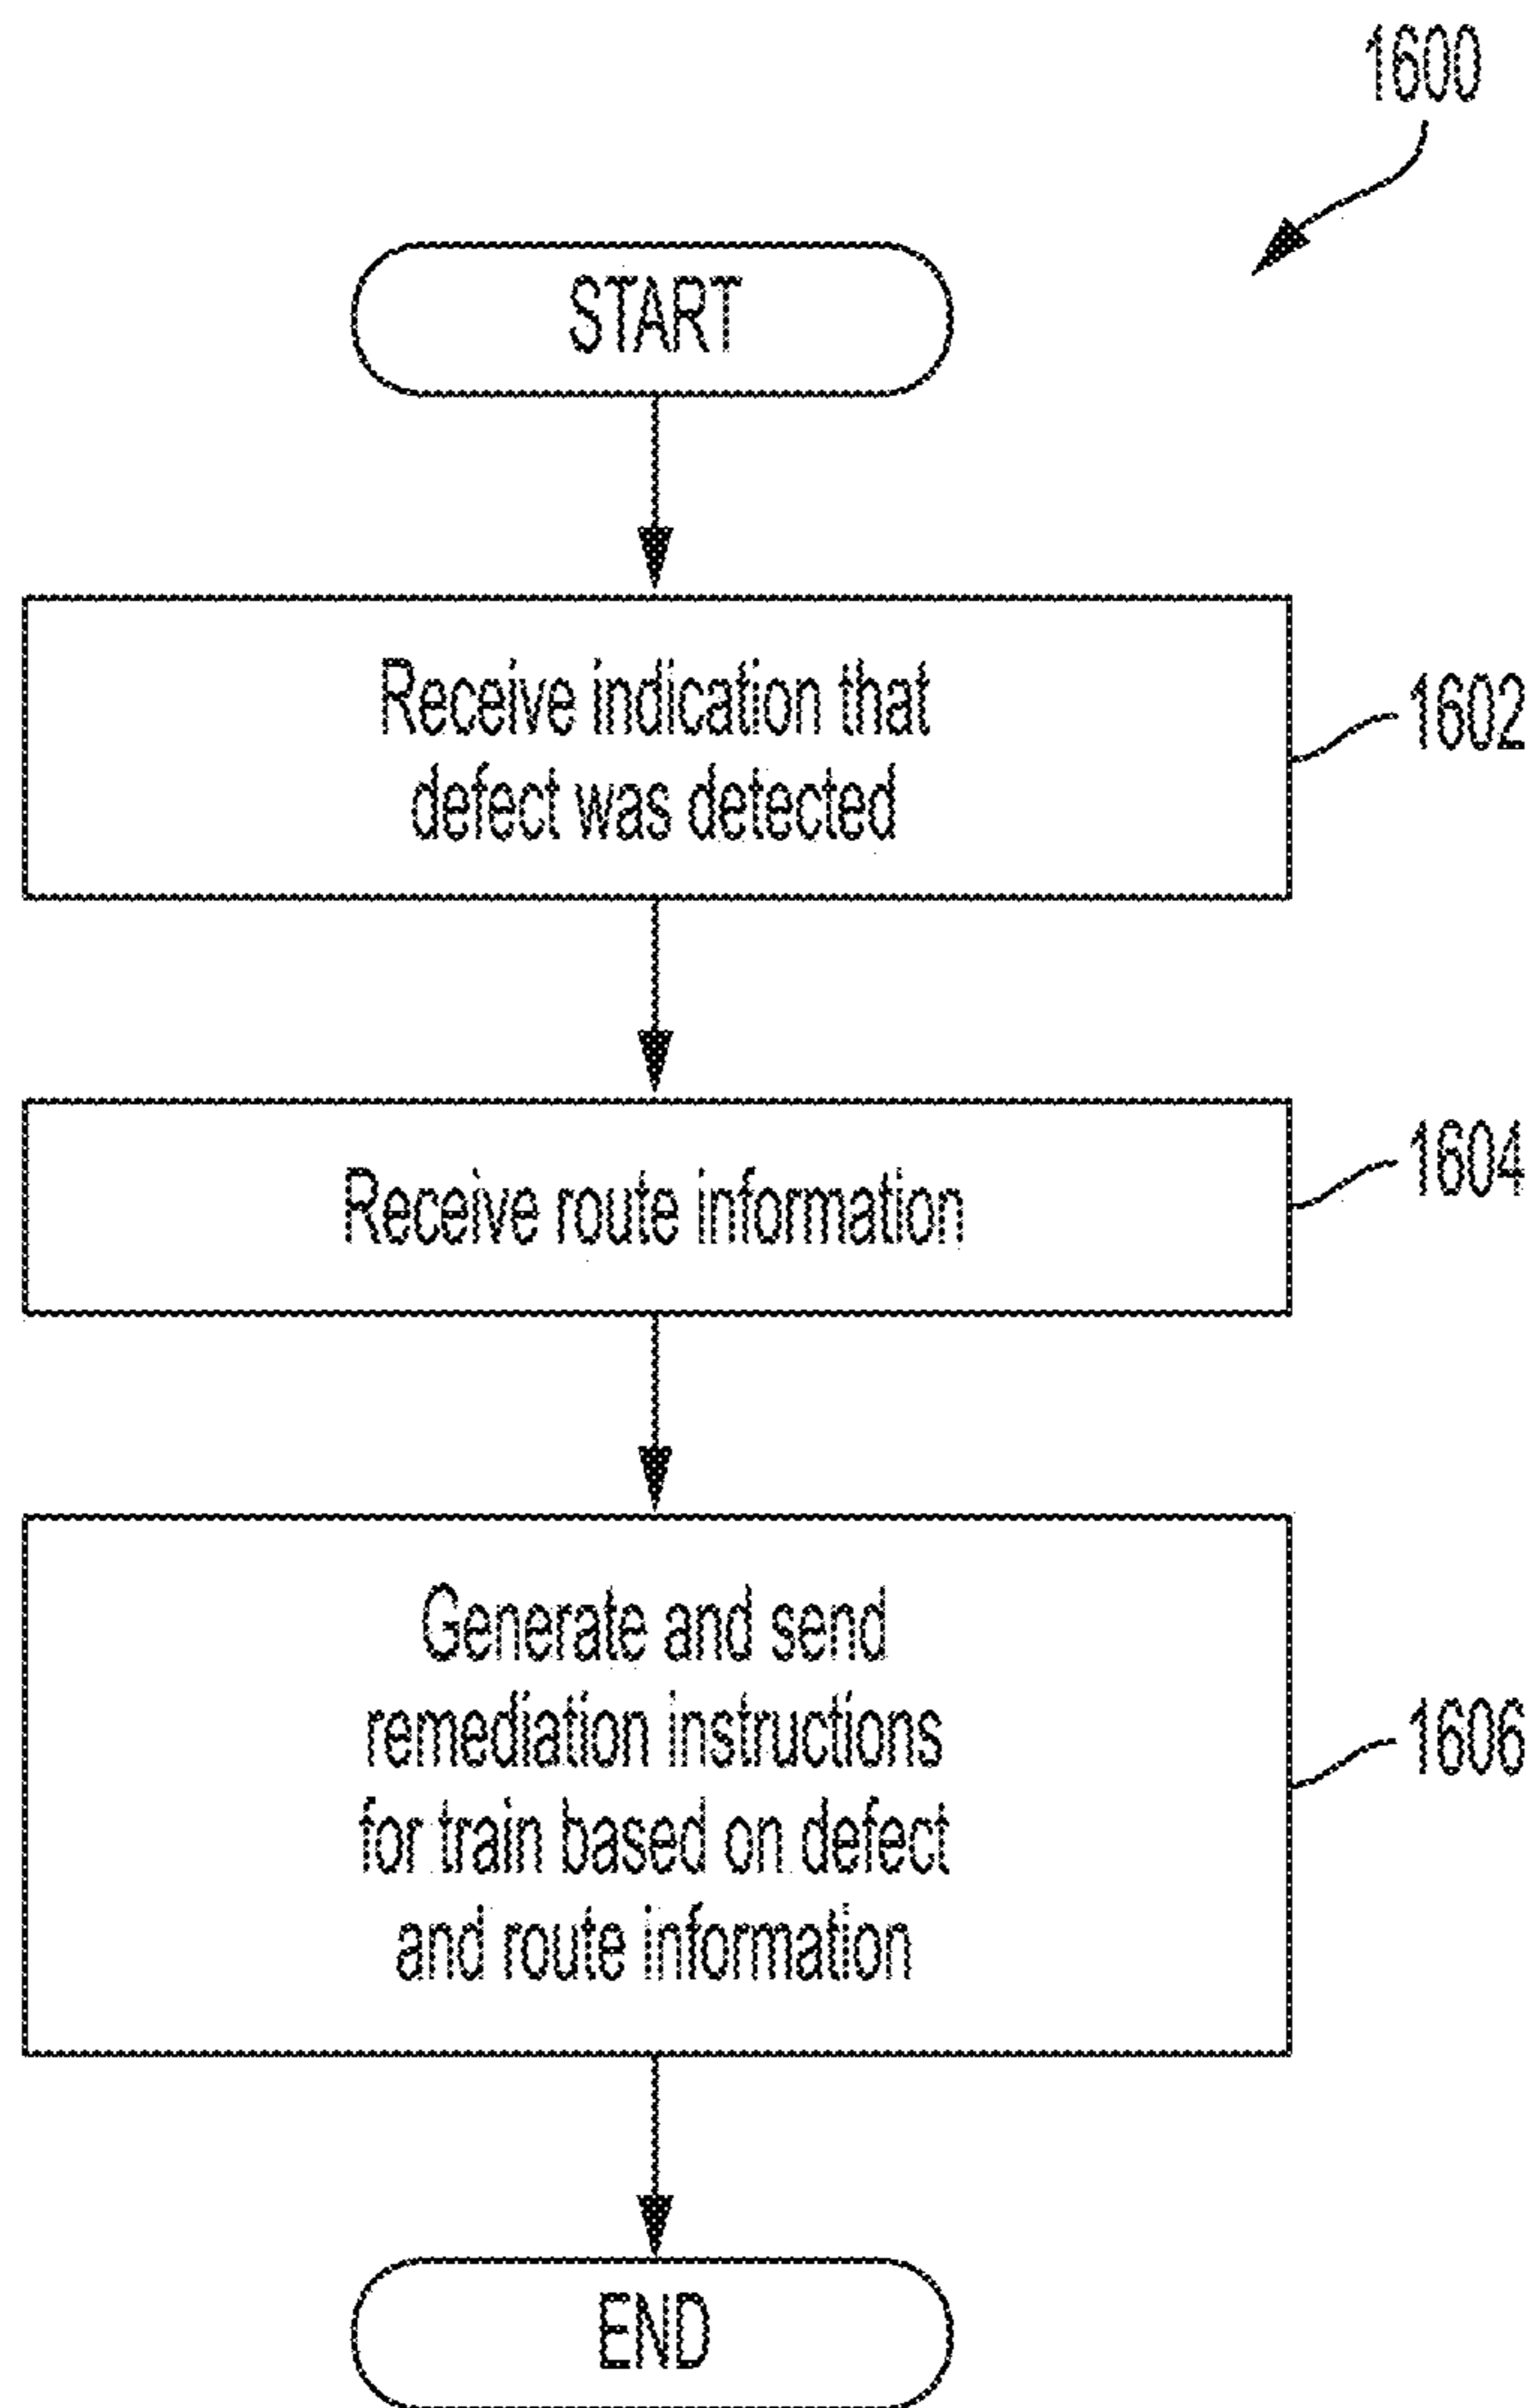 1600
START
Receive indication that
defect was detected
1602
Receive route information
1604
Generate and send
remediation instructions
for train based on defect
and route information
1606
END